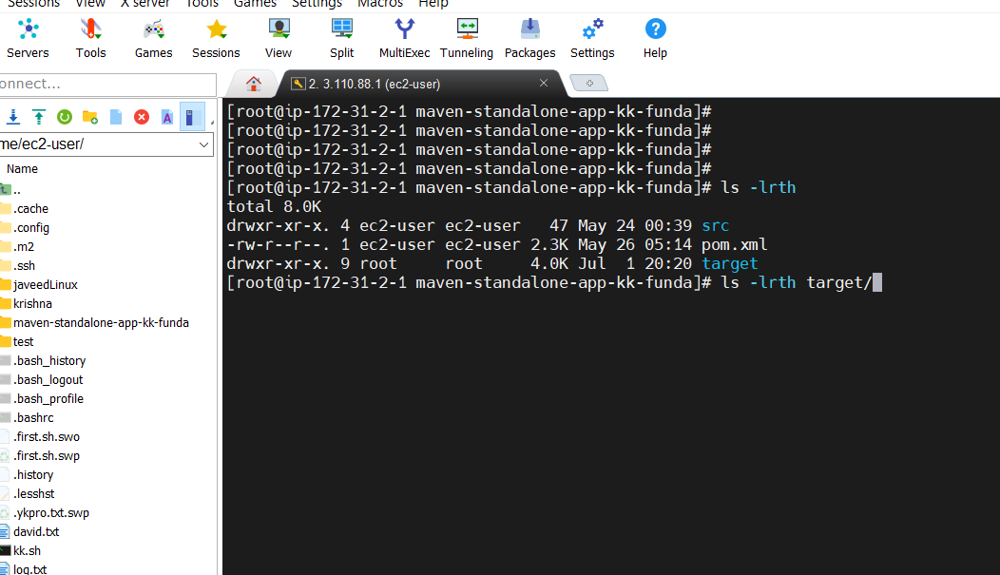 Sessions View X server Tools Games Settings Macros Help
Servers Tools Games Sessions View Split MultiExec Tunneling Packages Settings Help
onnect...
2. 3.110.88.1 (ec2-user)
me/ec2-user/
Name
..
.cache
.config
.m2
.ssh
javeedLinux
krishna
maven-standalone-app-kk-funda
test
.bash_history
.bash_logout
.bash_profile
.bashrc
.first.sh.swo
.first.sh.swp
.history
.lesshst
.ykpro.txt.swp
david.txt
kk.sh
log.txt
[root@ip-172-31-2-1 maven-standalone-app-kk-funda]#
[root@ip-172-31-2-1 maven-standalone-app-kk-funda]#
[root@ip-172-31-2-1 maven-standalone-app-kk-funda]#
[root@ip-172-31-2-1 maven-standalone-app-kk-funda]#
[root@ip-172-31-2-1 maven-standalone-app-kk-funda]# ls -lrth
total 8.0K
drwxr-xr-x. 4 ec2-user ec2-user   47 May 24 00:39 src
-rw-r--r--. 1 ec2-user ec2-user 2.3K May 26 05:14 pom.xml
drwxr-xr-x. 9 root     root     4.0K Jul  1 20:20 target
[root@ip-172-31-2-1 maven-standalone-app-kk-funda]# ls -lrth target/